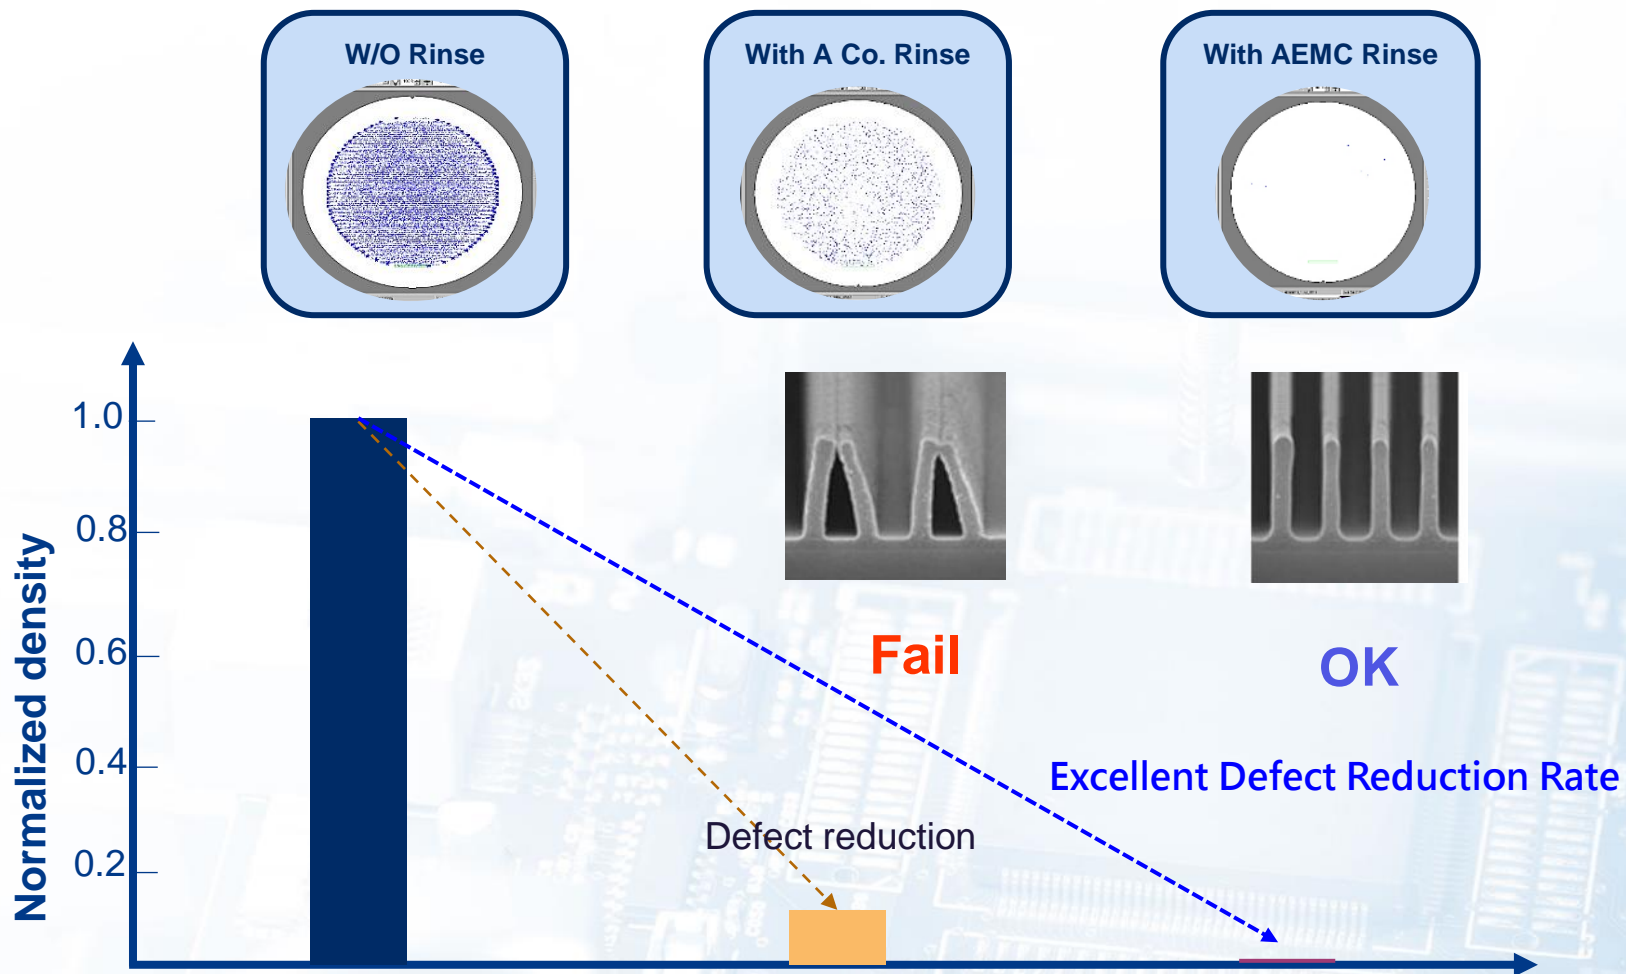 W/O Rinse
With A Co. Rinse
With AEMC Rinse
Normalized density
1.0
0.8
0.6
0.4
0.2
Fail
OK
Excellent Defect Reduction Rate
Defect reduction